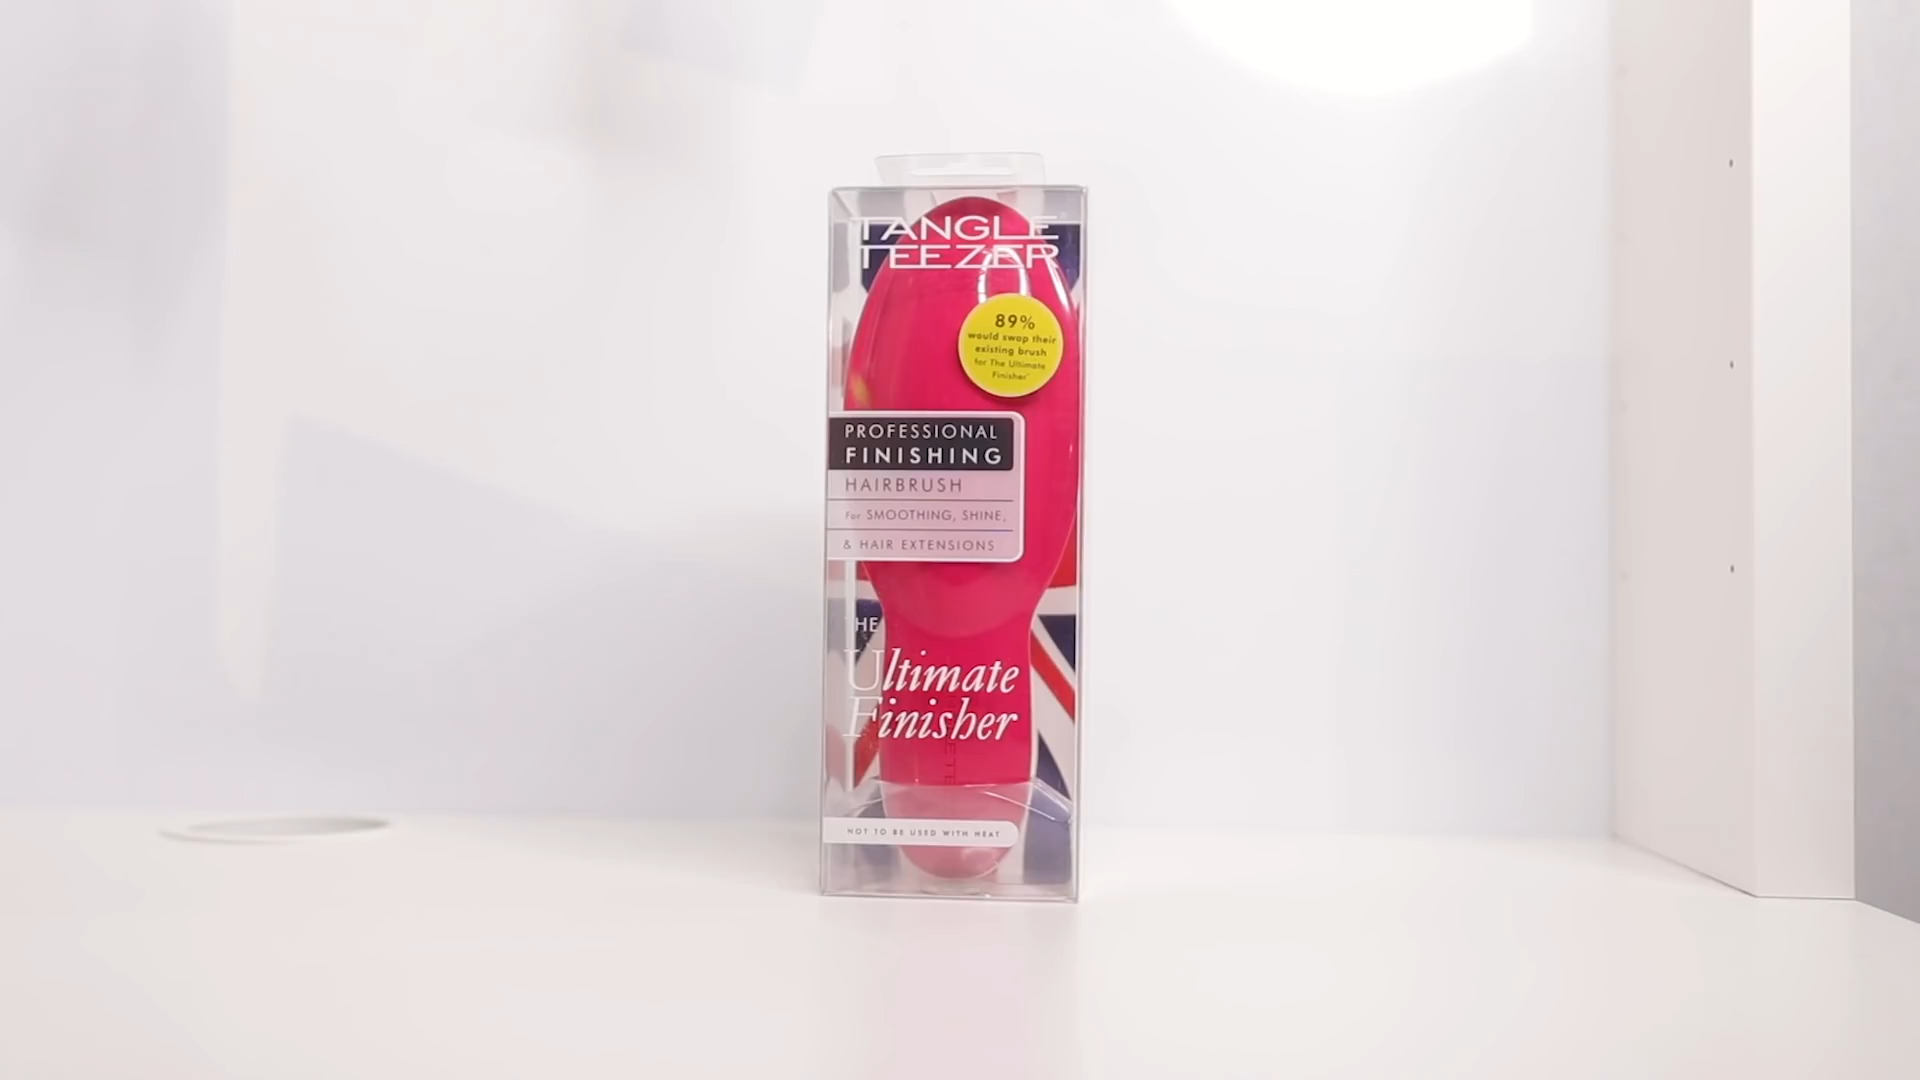 TANGLE
TEEZER
89%
would swap their
existing brush
for The Ultimate
Finisher™
PROFESSIONAL
FINISHING
HAIRBRUSH
For SMOOTHING, SHINE,
& HAIR EXTENSIONS
THE
Ultimate
Finisher
NOT TO BE USED WITH HEAT